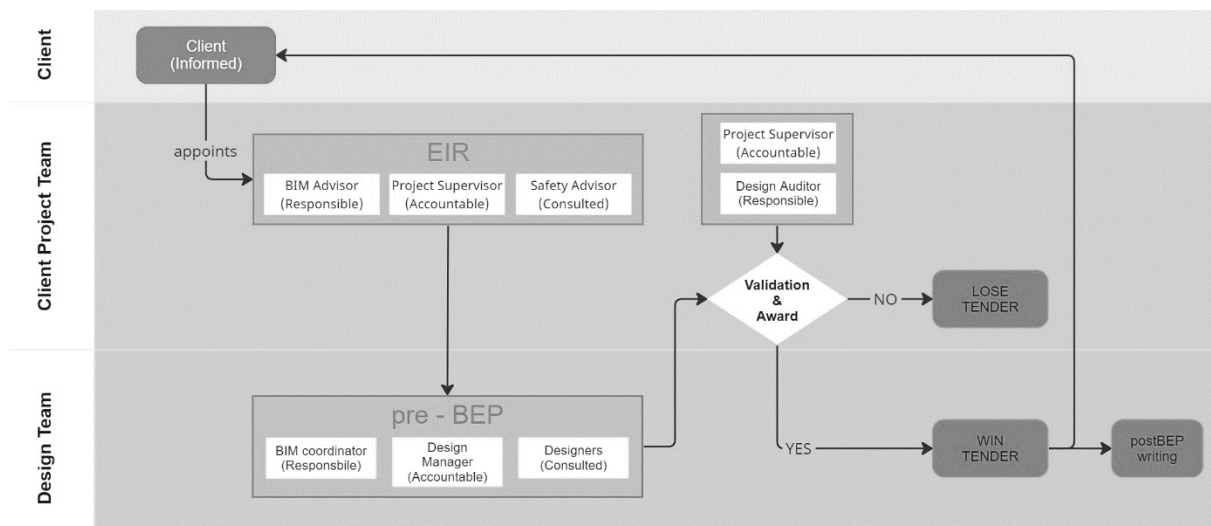 Client
Client
(Informed)
Client Project Team
appoints
EIR
BIM Advisor
(Responsible)
Project Supervisor
(Accountable)
Safety Advisor
(Consulted)
Project Supervisor
(Accountable)
Design Auditor
(Responsible)
Validation
&
Award
NO
LOSE
TENDER
Design Team
pre - BEP
BIM coordinator
(Responsbile)
Design
Manager
(Accountable)
Designers
(Consulted)
YES
WIN
TENDER
postBEP
writing